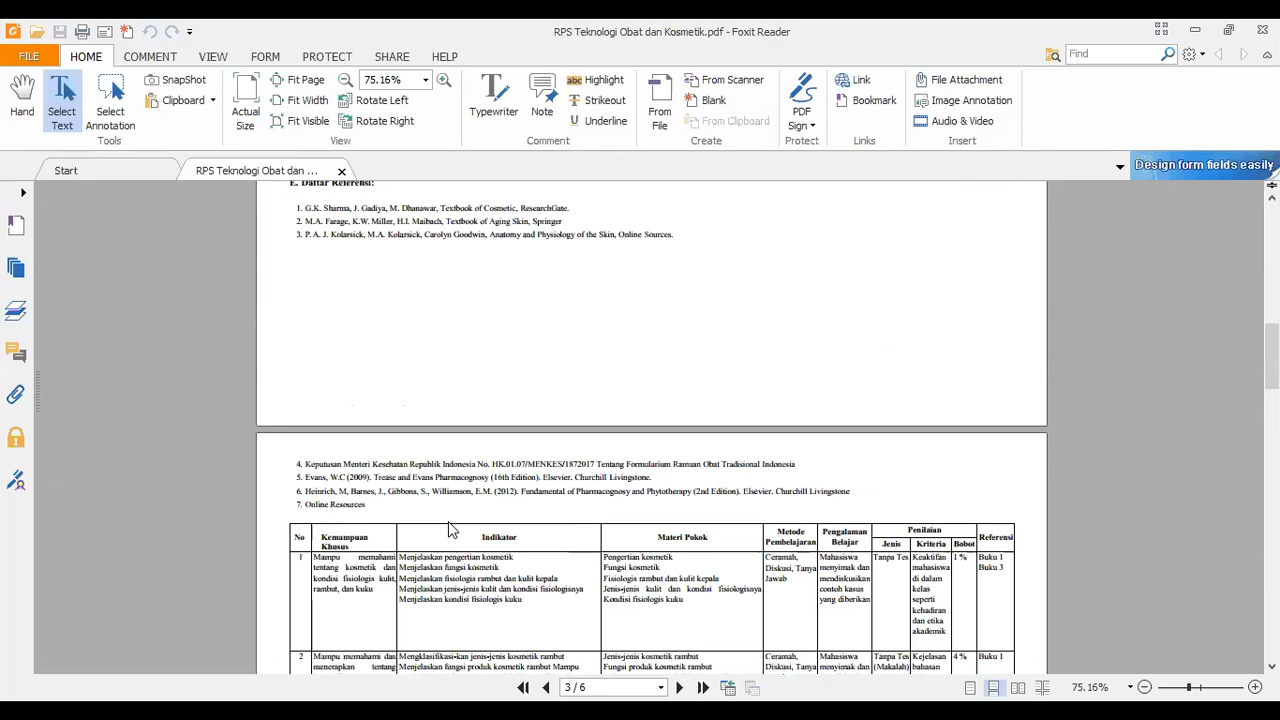 RPS Teknologi Obat dan Kosmetik.pdf - Foxit Reader
FILE HOME COMMENT VIEW FORM PROTECT SHARE HELP
Find
Hand
Select Text
Select Annotation
SnapShot
Clipboard
Tools
Actual Size
Fit Page
Fit Width
Fit Visible
75.16%
Rotate Left
Rotate Right
View
Typewriter
Note
Highlight
Strikeout
Underline
Comment
From File
From Scanner
Blank
From Clipboard
Create
PDF Sign
Protect
Link
Bookmark
Links
File Attachment
Image Annotation
Audio & Video
Insert
Start
RPS Teknologi Obat dan ...
Design form fields easily
E. Daftar Referensi:
1. G.K. Sharma, J. Gadiya, M. Dhanawar, Textbook of Cosmetic, ResearchGate.
2. M.A. Farage, K.W. Miller, H.I. Maibach, Textbook of Aging Skin, Springer
3. P. A. J. Kolarsick, M.A. Kolarsick, Carolyn Goodwin, Anatomy and Physiology of the Skin, Online Sources.
4. Keputusan Menteri Kesehatan Republik Indonesia No. HK.01.07/MENKES/1872017 Tentang Formularium Ramuan Obat Tradisional Indonesia
5. Evans, W.C (2009). Trease and Evans Pharmacognosy (16th Edition). Elsevier. Churchill Livingstone.
6. Heinrich, M, Barnes, J., Gibbons, S., Williamson, E.M. (2012). Fundamental of Pharmacognosy and Phytotherapy (2nd Edition). Elsevier. Churchill Livingstone
7. Online Resources
No
Kemampuan
Khusus
Indikator
Materi Pokok
Metode
Pembelajaran
Pengalaman
Belajar
Penilaian
Jenis Kriteria Bobot
Referensi
1
Mampu memahami
tentang kosmetik dan
kondisi fisiologis kulit,
rambut, dan kuku
Menjelaskan pengertian kosmetik
Menjelaskan fungsi kosmetik
Menjelaskan fisiologis rambut dan kulit kepala
Menjelaskan jenis-jenis kulit dan kondisi fisiologisnya
Menjelaskan kondisi fisiologis kuku
Pengertian kosmetik
Fungsi kosmetik
Fisiologis rambut dan kulit kepala
Jenis-jenis kulit dan kondisi fisiologisnya
Kondisi fisiologis kuku
Ceramah,
Diskusi, Tanya
Jawab
Mahasiswa
menyimak dan
mendiskusikan
contoh kasus
yang diberikan
Tanpa Tes
Keaktifan
mahasiswa
di dalam
kelas
seperti
kehadiran
dan etika
akademik
1 %
Buku 1
Buku 3
2
Mampu memahami dan
menerapkan tentang
Mengklasifikasi-kan jenis-jenis kosmetik rambut
Menjelaskan fungsi produk kosmetik rambut Mampu
Jenis-jenis kosmetik rambut
Fungsi produk kosmetik rambut
Ceramah,
Diskusi, Tanya
Mahasiswa
menyimak dan
Tanpa Tes
(Makalah)
Kejelasan
bahasan
4 %
Buku 1
3 / 6
75.16%